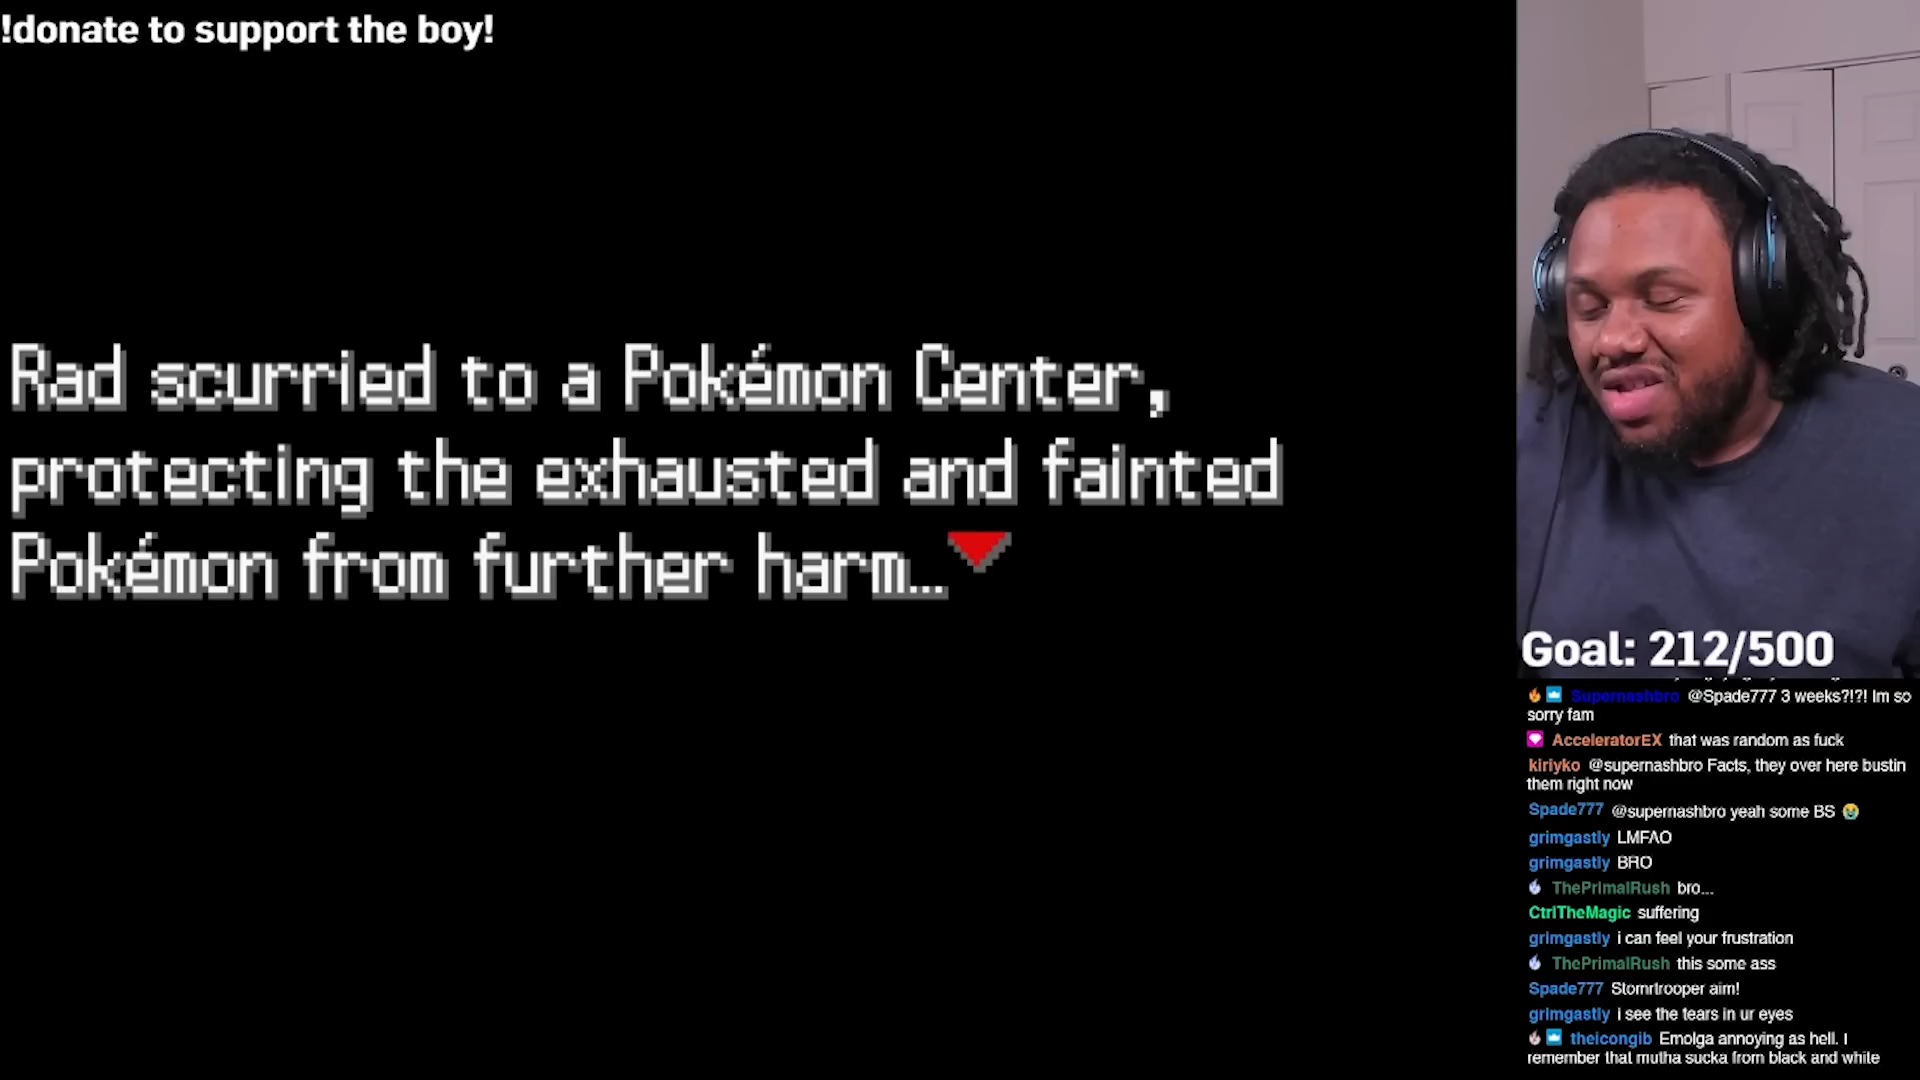 !donate to support the boy!
Rad scurried to a Pokémon Center,
protecting the exhausted and fainted
Pokémon from further harm...
Goal: 212/500
Supernashbro @Spade777 3 weeks?!?! Im so
sorry fam
AcceleratorEX that was random as fuck
kiriyko @supernashbro Facts, they over here bustin
them right now
Spade777 @supernashbro yeah some BS 😭
grimgastly LMFAO
grimgastly BRO
ThePrimalRush bro...
CtrlTheMagic suffering
grimgastly i can feel your frustration
ThePrimalRush this some ass
Spade777 Stomrtrooper aim!
grimgastly i see the tears in ur eyes
theicongib Emolga annoying as hell. I
remember that mutha sucka from black and white